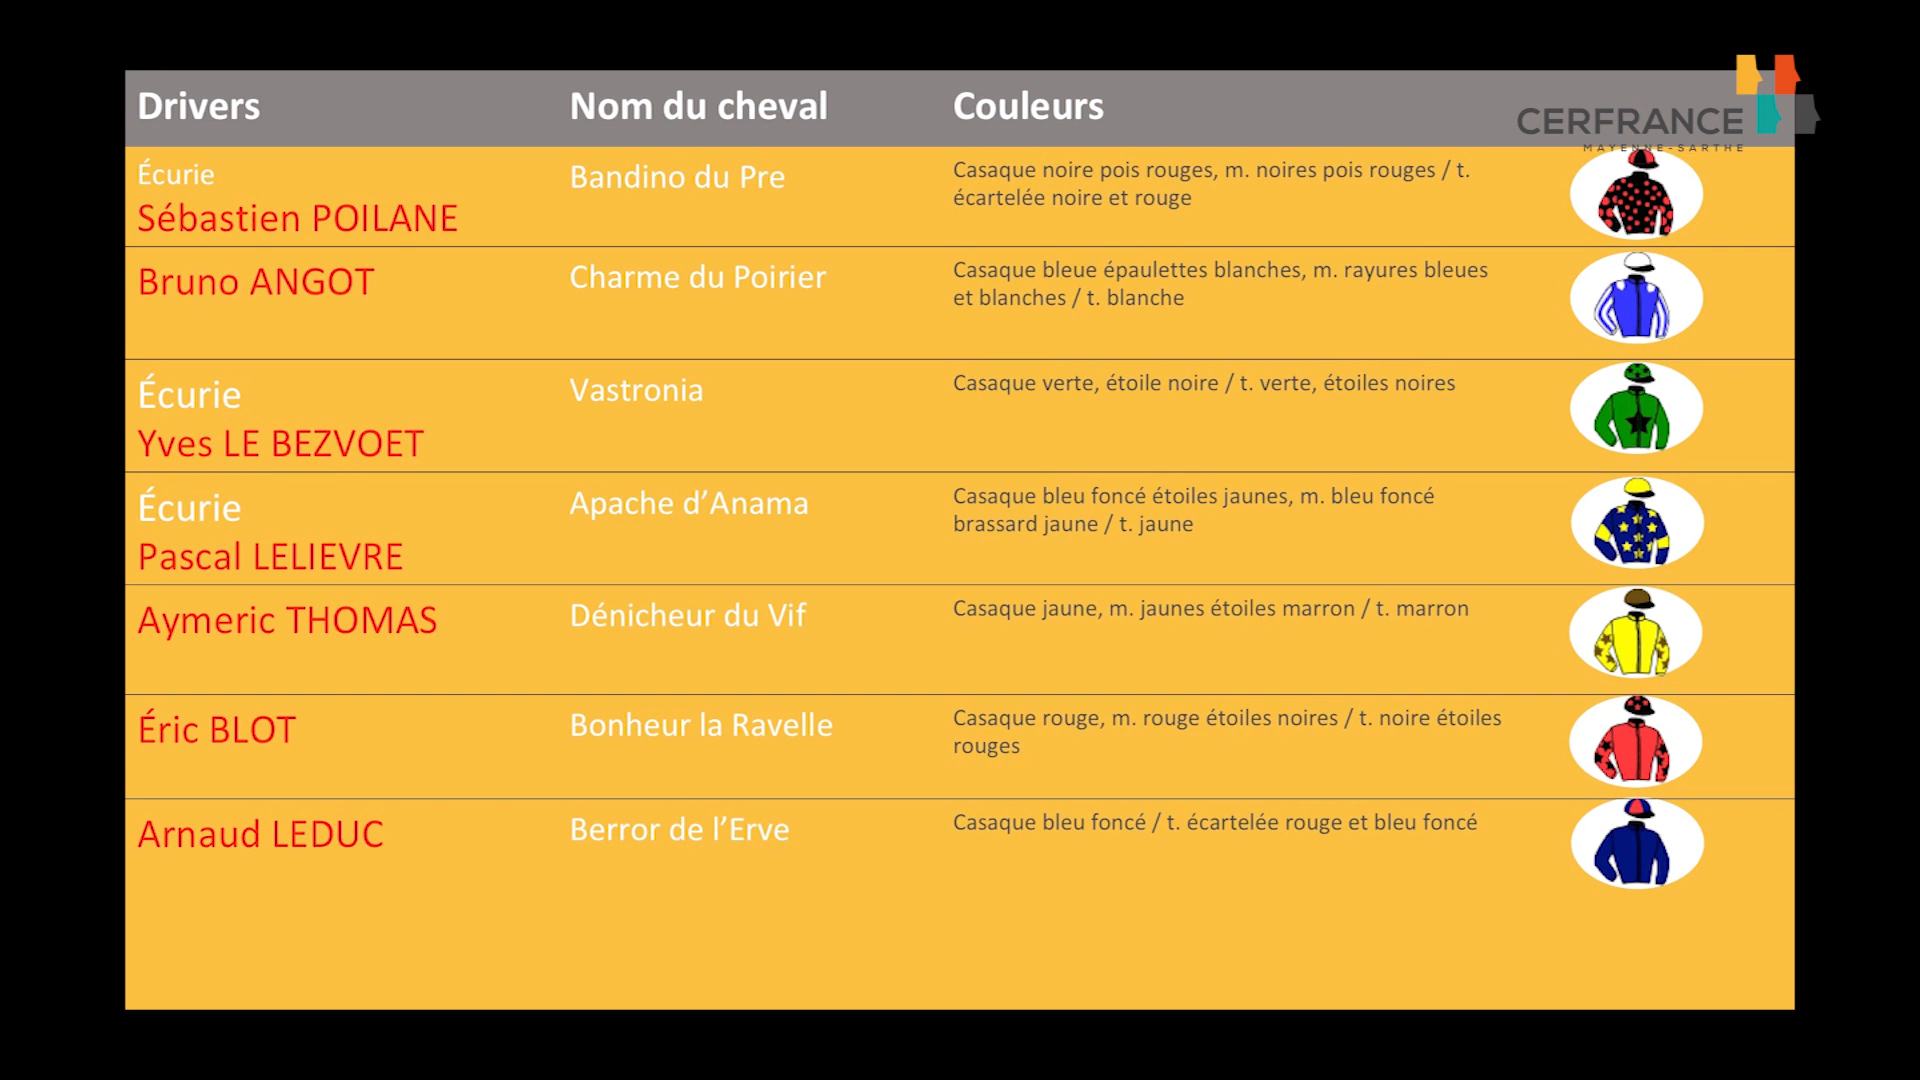 Drivers
Nom du cheval
Couleurs
CERFRANCE
MAYENNE-SARTHE
Écurie
Sébastien POILANE
Bandino du Pre
Casaque noire pois rouges, m. noires pois rouges / t.
écartelée noire et rouge
Bruno ANGOT
Charme du Poirier
Casaque bleue épaulettes blanches, m. rayures bleues
et blanches / t. blanche
Écurie
Yves LE BEZVOET
Vastronia
Casaque verte, étoile noire / t. verte, étoiles noires
Écurie
Pascal LELIEVRE
Apache d’Anama
Casaque bleu foncé étoiles jaunes, m. bleu foncé
brassard jaune / t. jaune
Aymeric THOMAS
Dénicheur du Vif
Casaque jaune, m. jaunes étoiles marron / t. marron
Éric BLOT
Bonheur la Ravelle
Casaque rouge, m. rouge étoiles noires / t. noire étoiles
rouges
Arnaud LEDUC
Berror de l’Erve
Casaque bleu foncé / t. écartelée rouge et bleu foncé